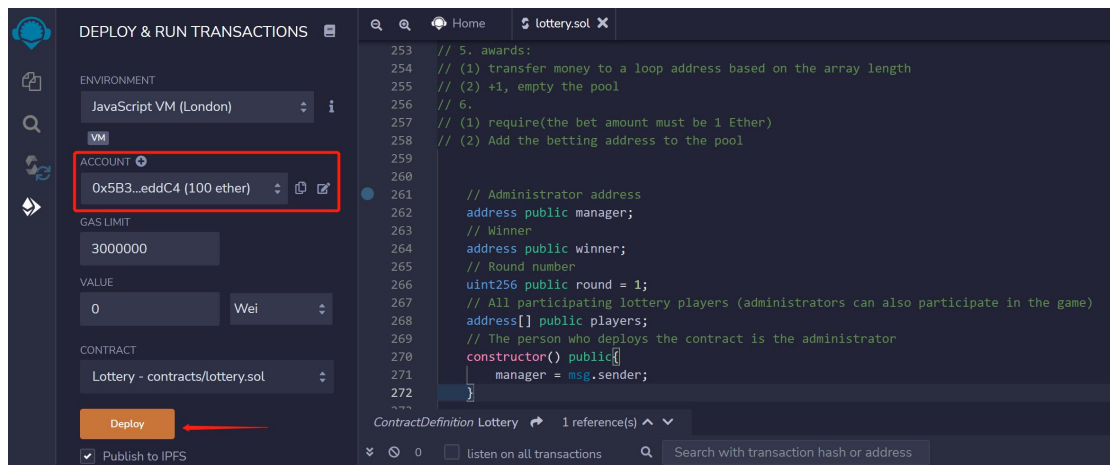 DEPLOY & RUN TRANSACTIONS
ENVIRONMENT
JavaScript VM (London)
VM
ACCOUNT
0x5B3...eddC4 (100 ether)
GAS LIMIT
3000000
VALUE
0 Wei
CONTRACT
Lottery - contracts/lottery.sol
Deploy
Publish to IPFS
Home lottery.sol
253 // 5. awards:
254 // (1) transfer money to a loop address based on the array length
255 // (2) +1, empty the pool
256 // 6.
257 // (1) require(the bet amount must be 1 Ether)
258 // (2) Add the betting address to the pool
259
260
261 // Administrator address
262 address public manager;
263 // Winner
264 address public winner;
265 // Round number
266 uint256 public round = 1;
267 // All participating lottery players (administrators can also participate in the game)
268 address[] public players;
269 // The person who deploys the contract is the administrator
270 constructor() public{
271 manager = msg.sender;
272 }
ContractDefinition Lottery 1 reference(s)
0 listen on all transactions Search with transaction hash or address